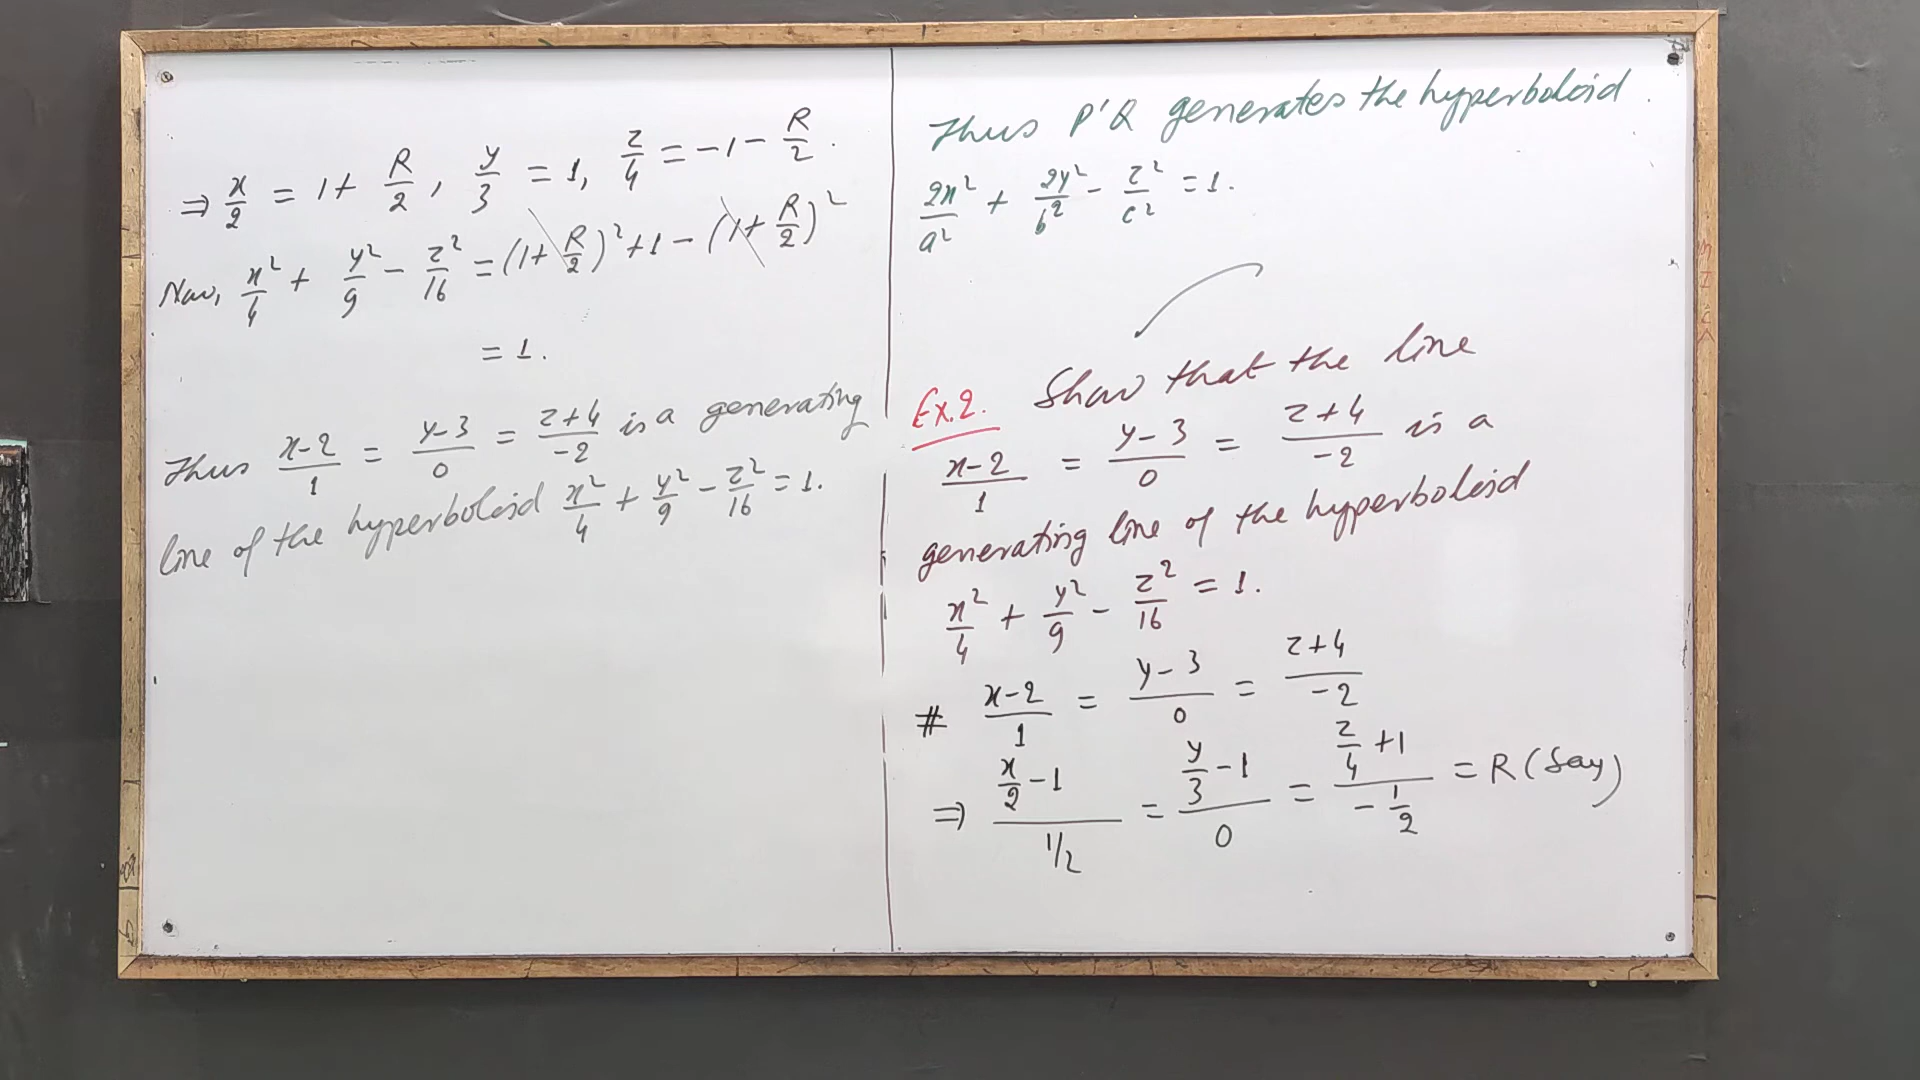 ⇒ x/2 = 1 + R/2, y/3 = 1, z/4 = -1 - R/2.
Now, x²/4 + y²/9 - z²/16 = (1 + R/2)² + 1 - (1 + R/2)²
= 1.
Thus (x-2)/1 = (y-3)/0 = (z+4)/-2 is a generating
line of the hyperboloid x²/4 + y²/9 - z²/16 = 1.
Thus P'Q generates the hyperboloid.
2x²/a² + 2y²/b² - z²/c² = 1.
Ex.2. Show that the line
(x-2)/1 = (y-3)/0 = (z+4)/-2 is a
generating line of the hyperboloid
x²/4 + y²/9 - z²/16 = 1.
# (x-2)/1 = (y-3)/0 = (z+4)/-2
⇒ (x/2 - 1)/(1/2) = (y/3 - 1)/0 = (z/4 + 1)/(-1/2) = R (Say)